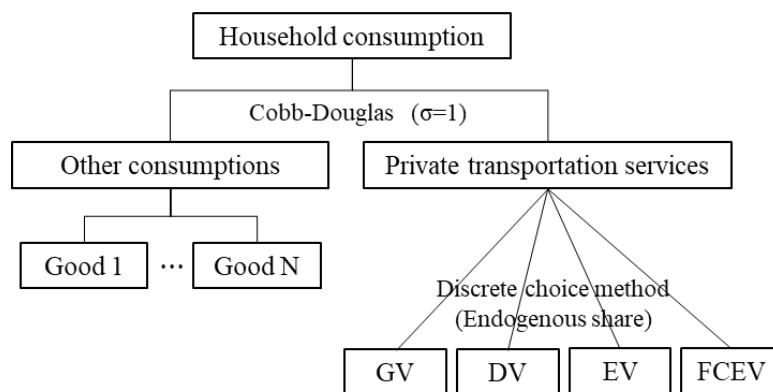 Household consumption
Cobb-Douglas (σ=1)
Other consumptions
Private transportation services
Good 1
...
Good N
Discrete choice method
(Endogenous share)
GV
DV
EV
FCEV